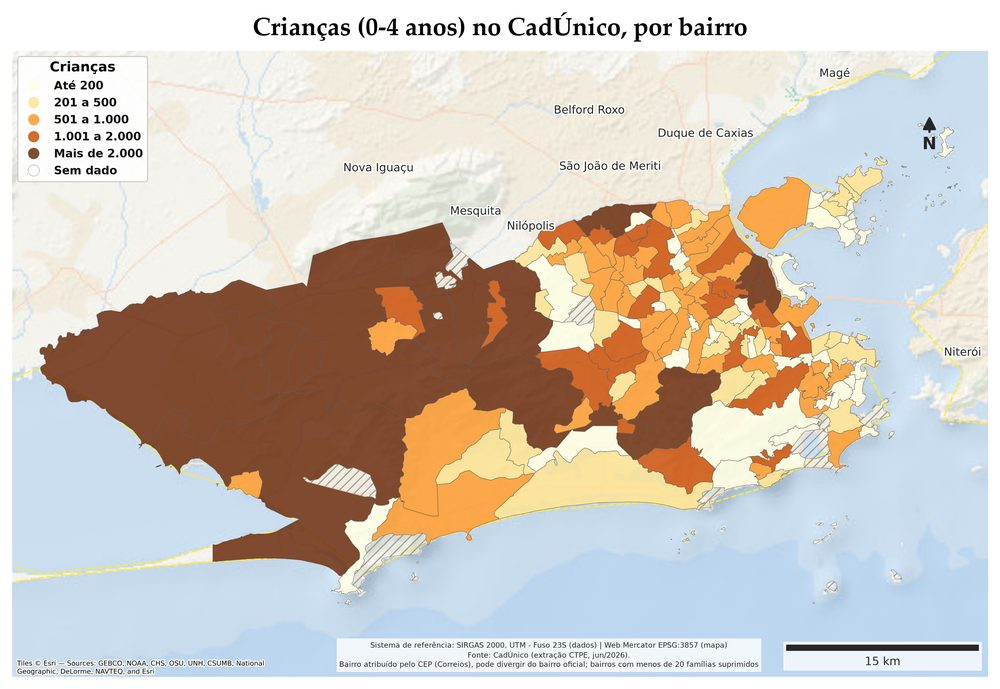 Crianças (0-4 anos) no CadÚnico, por bairro
Crianças
Até 200
201 a 500
501 a 1.000
1.001 a 2.000
Mais de 2.000
Sem dado
Magé
Belford Roxo
Duque de Caxias
Nova Iguaçu
São João de Meriti
Mesquita
Nilópolis
N
Niterói
Sistema de referência: SIRGAS 2000, UTM - Fuso 23S (dados) | Web Mercator EPSG:3857 (mapa)
Fonte: CadÚnico (extração CTPE, jun/2026).
Bairro atribuído pelo CEP (Correios), pode divergir do bairro oficial; bairros com menos de 20 famílias suprimidos
15 km
Tiles © Esri — Sources: GEBCO, NOAA, CHS, OSU, UNH, CSUMB, National
Geographic, DeLorme, NAVTEQ, and Esri